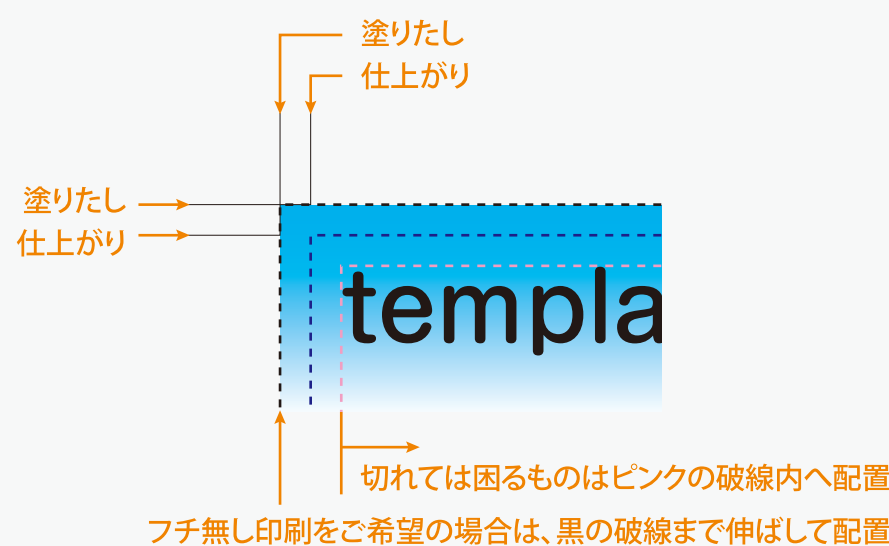 塗りたし
仕上がり
塗りたし
仕上がり
templa
切れては困るものはピンクの破線内へ配置
フチ無し印刷をご希望の場合は、黒の破線まで伸ばして配置